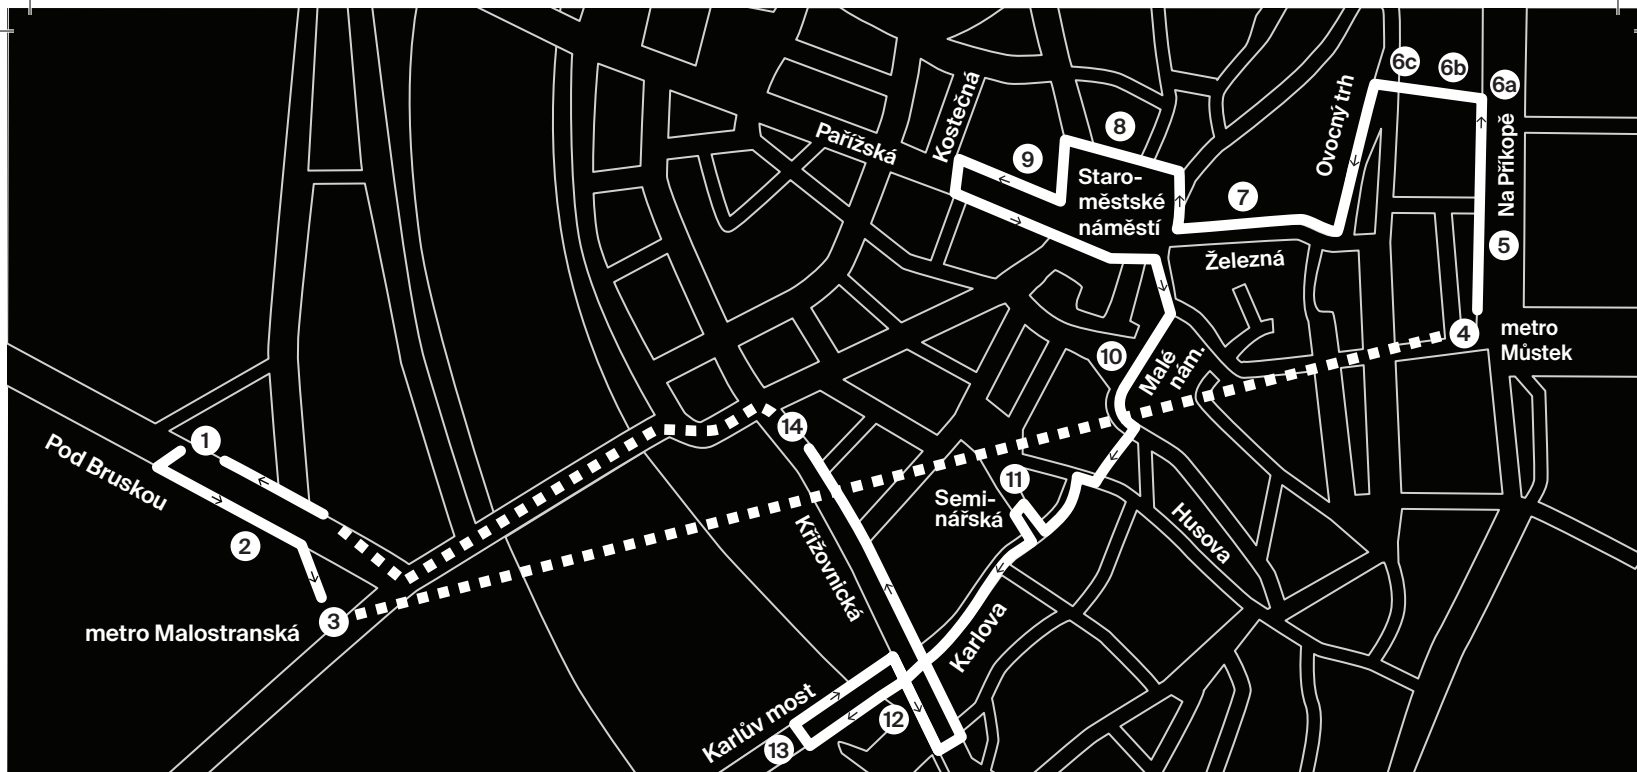 6c
6b
6a
Kostečná
Ovocný trh
Pařížská
8
Na Příkopě
9
Staro-
městské
náměstí
7
5
Železná
4
metro
Můstek
10
Malé
nám.
14
1
Pod Bruskou
11
Semi-
nářská
Husova
2
Křižovnická
3
metro Malostranská
Karlova
Karlův most
12
13